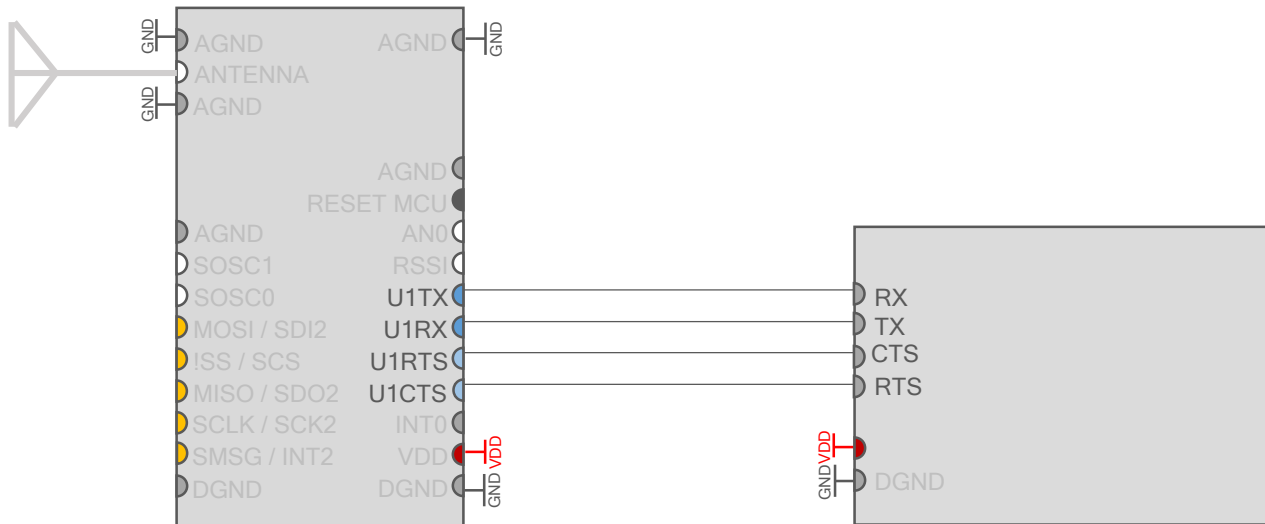 GND
AGND
AGND
GND
ANTENNA
GND
AGND
AGND
RESET MCU
AGND
AN0
SOSC1
RSSI
SOSC0
U1TX
RX
MOSI / SDI2
U1RX
TX
!SS / SCS
U1RTS
CTS
MISO / SDO2
U1CTS
RTS
SCLK / SCK2
INT0
SMSG / INT2
VDD
VDD
VDD
DGND
DGND
GND
GND
DGND